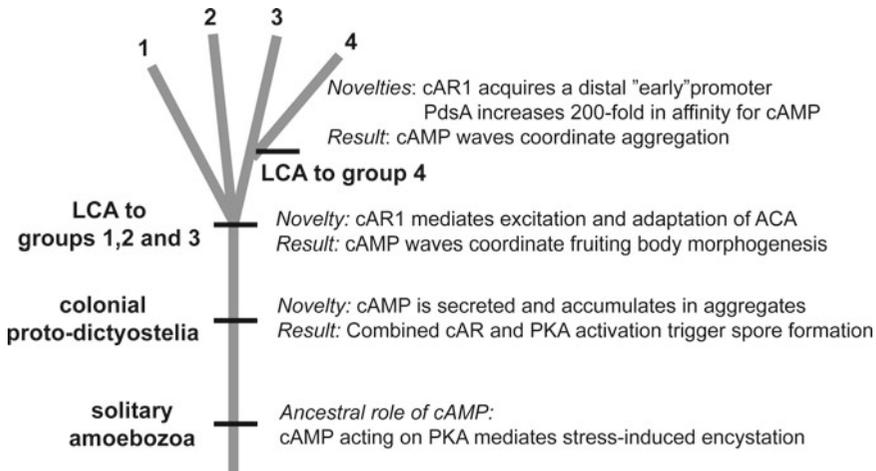 1
2
3
4
Novelties: cAR1 acquires a distal "early"promoter
PdsA increases 200-fold in affinity for cAMP
Result: cAMP waves coordinate aggregation
LCA to group 4
LCA to
groups 1,2 and 3
Novelty: cAR1 mediates excitation and adaptation of ACA
Result: cAMP waves coordinate fruiting body morphogenesis
colonial
proto-dictyostelia
Novelty: cAMP is secreted and accumulates in aggregates
Result: Combined cAR and PKA activation trigger spore formation
solitary
amoebozoa
Ancestral role of cAMP:
cAMP acting on PKA mediates stress-induced encystation